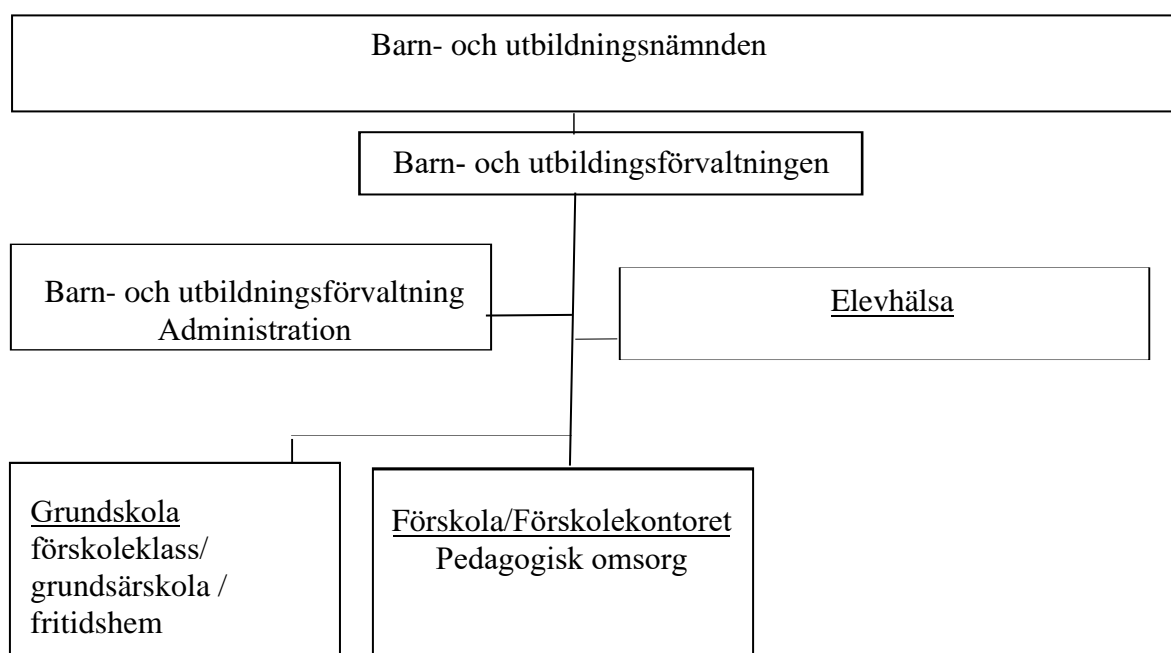 Barn- och utbildningsnämnden
Barn- och utbildingsförvaltningen
Barn- och utbildningsförvaltning
Administration
Elevhälsa
Grundskola
förskoleklass/
grundsärskola /
fritidshem
Förskola/Förskolekontoret
Pedagogisk omsorg